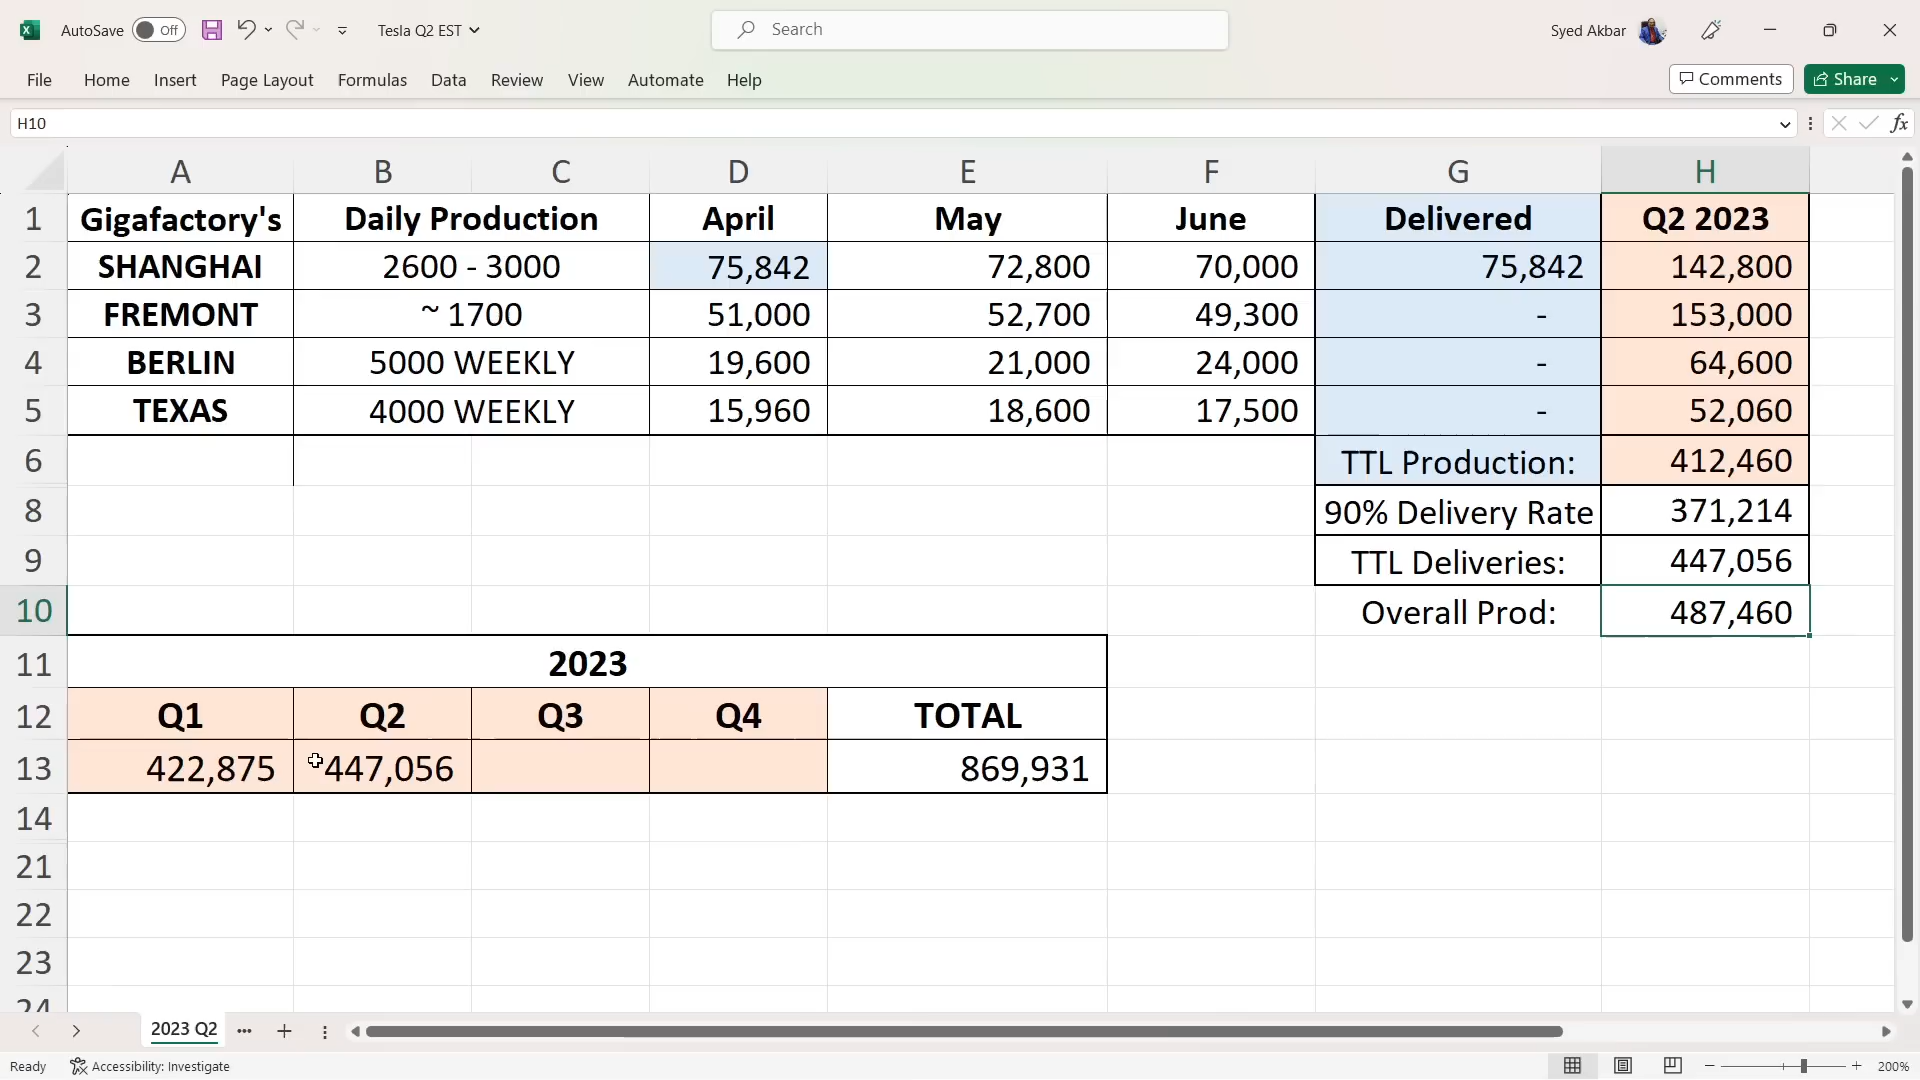 AutoSave Off Tesla Q2 EST Search Syed Akbar
File Home Insert Page Layout Formulas Data Review View Automate Help Comments Share
H10 fx
A B C D E F G H
1 Gigafactory's Daily Production April May June Delivered Q2 2023
2 SHANGHAI 2600 - 3000 75,842 72,800 70,000 75,842 142,800
3 FREMONT ~ 1700 51,000 52,700 49,300 - 153,000
4 BERLIN 5000 WEEKLY 19,600 21,000 24,000 - 64,600
5 TEXAS 4000 WEEKLY 15,960 18,600 17,500 - 52,060
6 TTL Production: 412,460
8 90% Delivery Rate 371,214
9 TTL Deliveries: 447,056
10 Overall Prod: 487,460
11 2023
12 Q1 Q2 Q3 Q4 TOTAL
13 422,875 447,056 869,931
14
21
22
23
24
2023 Q2
Ready Accessibility: Investigate 200%